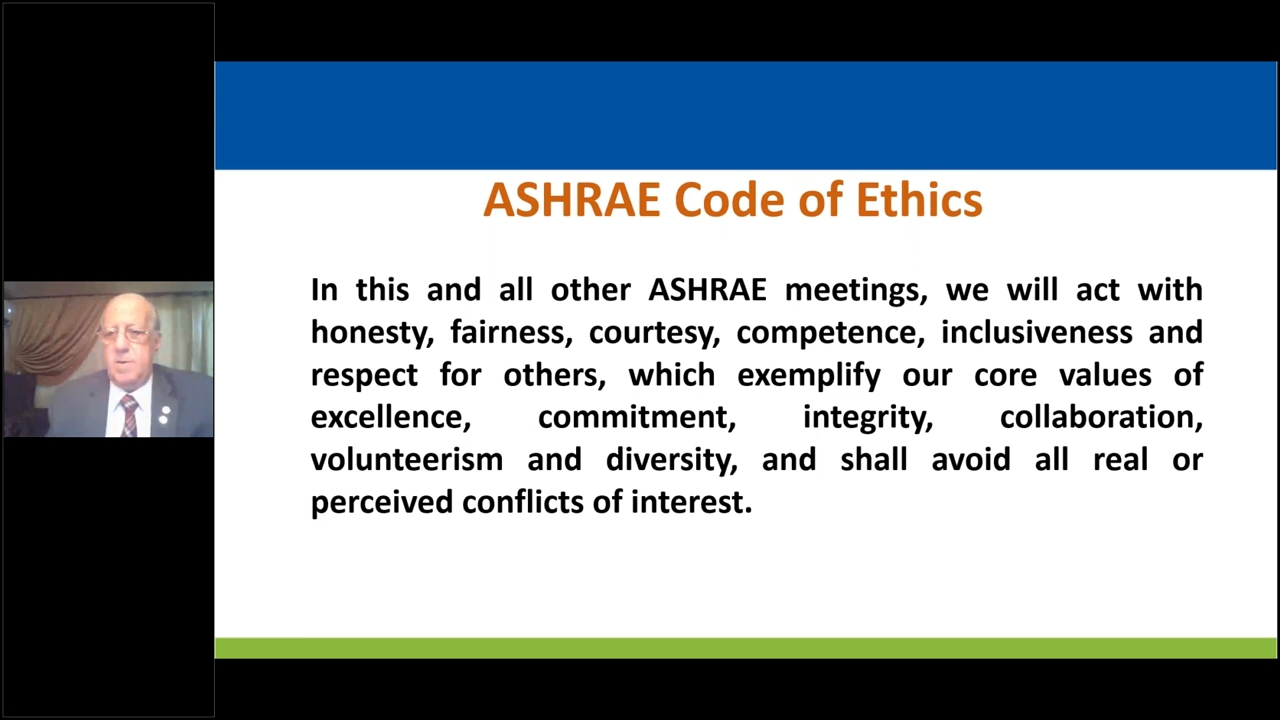 ASHRAE Code of Ethics
In this and all other ASHRAE meetings, we will act with
honesty, fairness, courtesy, competence, inclusiveness and
respect for others, which exemplify our core values of
excellence, commitment, integrity, collaboration,
volunteerism and diversity, and shall avoid all real or
perceived conflicts of interest.